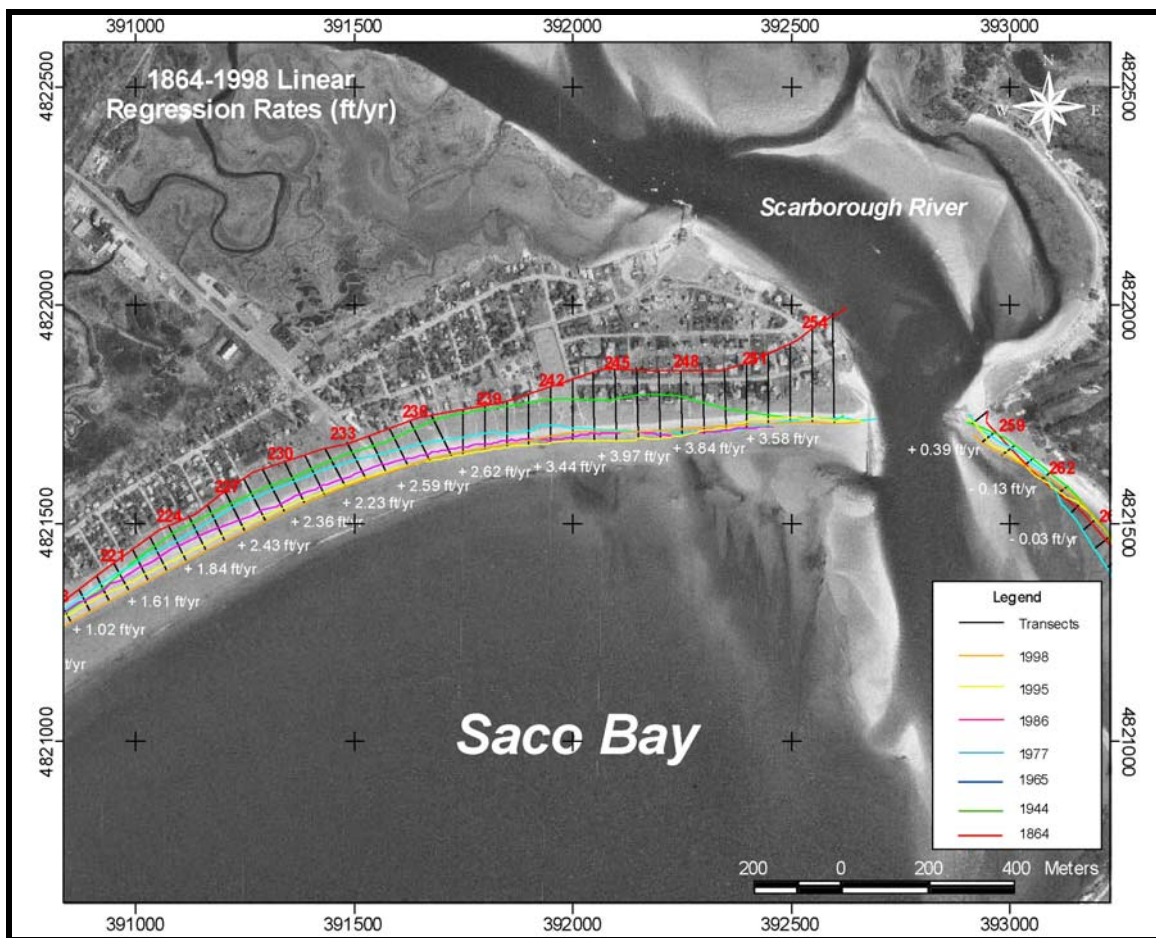 391000 391500 392000 392500 393000
4822500
4822000
4821500
4821000
1864-1998 Linear
Regression Rates (ft/yr)
N
W E
Scarborough River
254
251
248
245
242
239
233
230
224
221
259
262
+ 0.39 ft/yr
- 0.13 ft/yr
- 0.03 ft/yr
+ 3.58 ft/yr
+ 3.84 ft/yr
+ 3.97 ft/yr
+ 3.44 ft/yr
+ 2.62 ft/yr
+ 2.59 ft/yr
+ 2.23 ft/yr
+ 2.36 ft/yr
+ 2.43 ft/yr
+ 1.84 ft/yr
+ 1.61 ft/yr
+ 1.02 ft/yr
ft/yr
Saco Bay
Legend
Transects
1998
1995
1986
1977
1965
1944
1864
200 0 200 400 Meters
4822500
4822000
4821500
4821000
391000 391500 392000 392500 393000